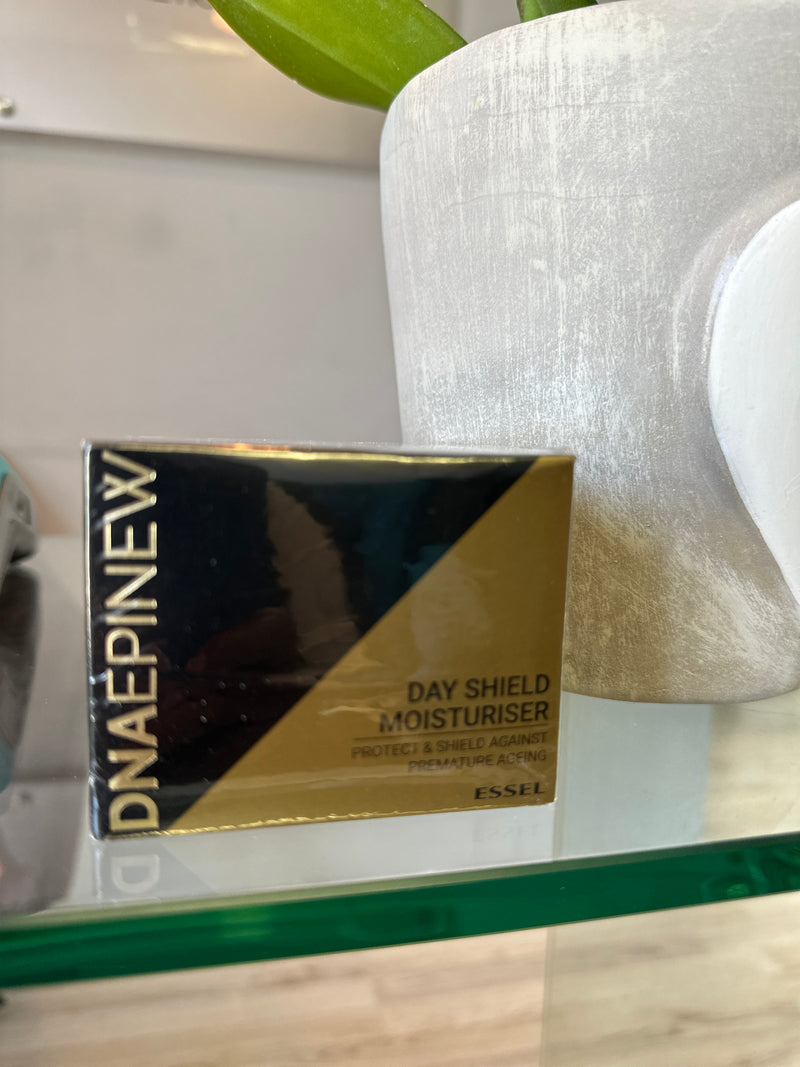 DNAEPINEW
DAY SHIELD
MOISTURISER
PROTECT & SHIELD AGAINST
PREMATURE AGEING
ESSEL